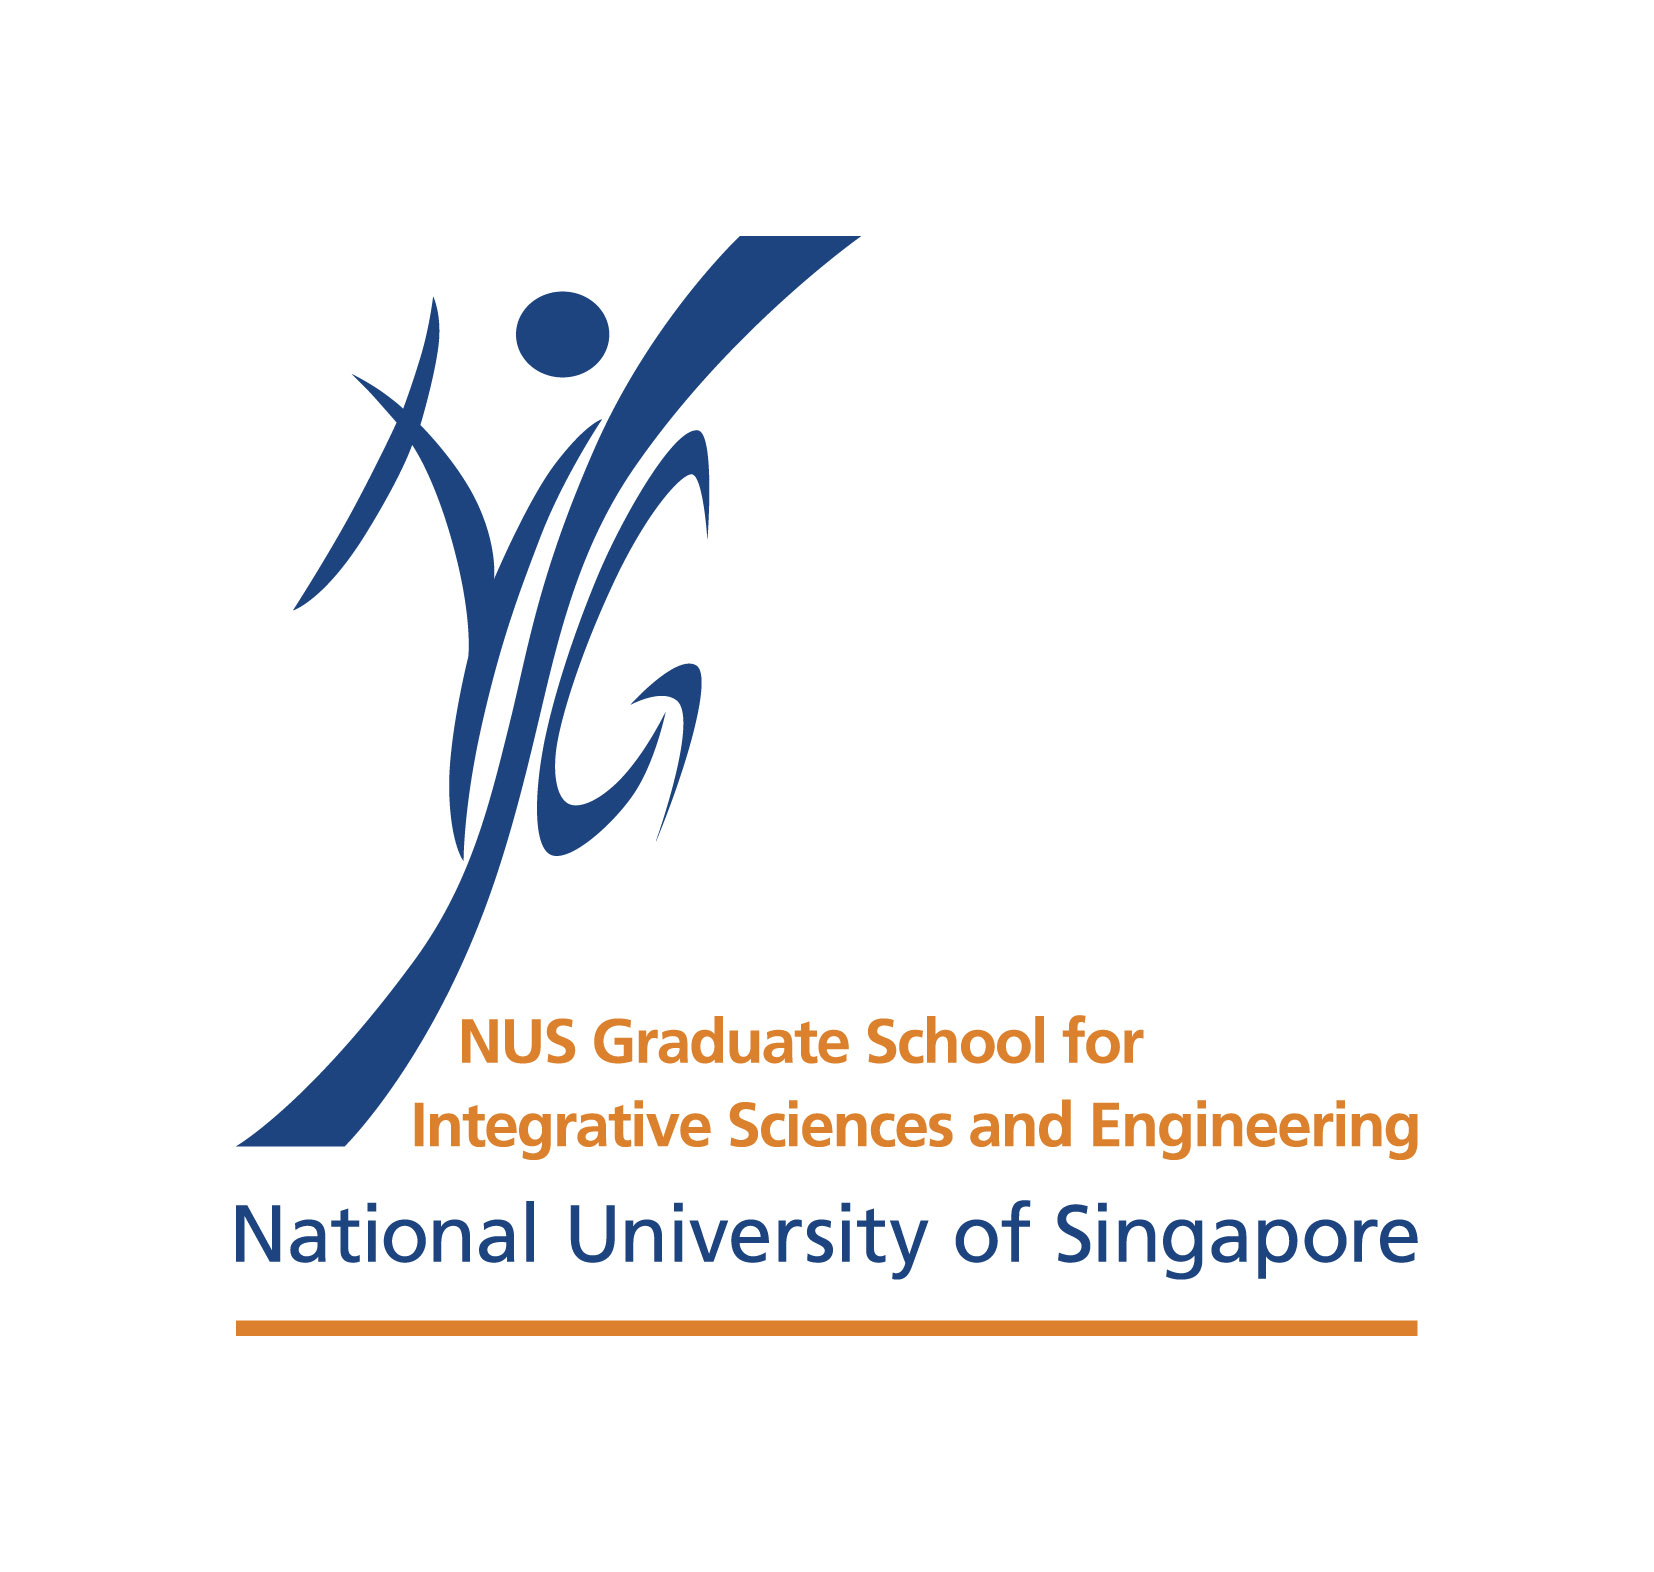 NUS Graduate School for
Integrative Sciences and Engineering
National University of Singapore